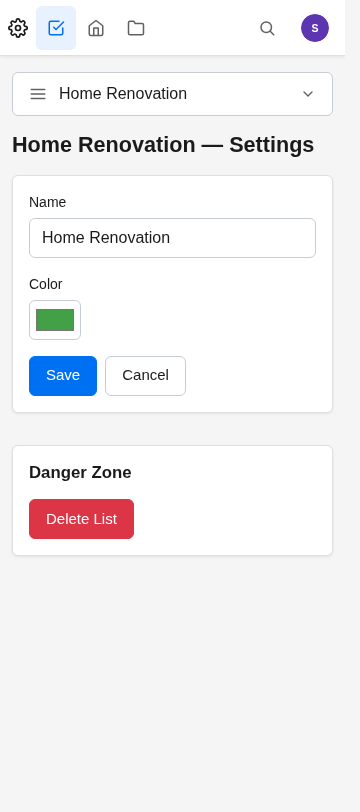 S
Home Renovation
Home Renovation — Settings
Name
Home Renovation
Color
Save Cancel
Danger Zone
Delete List